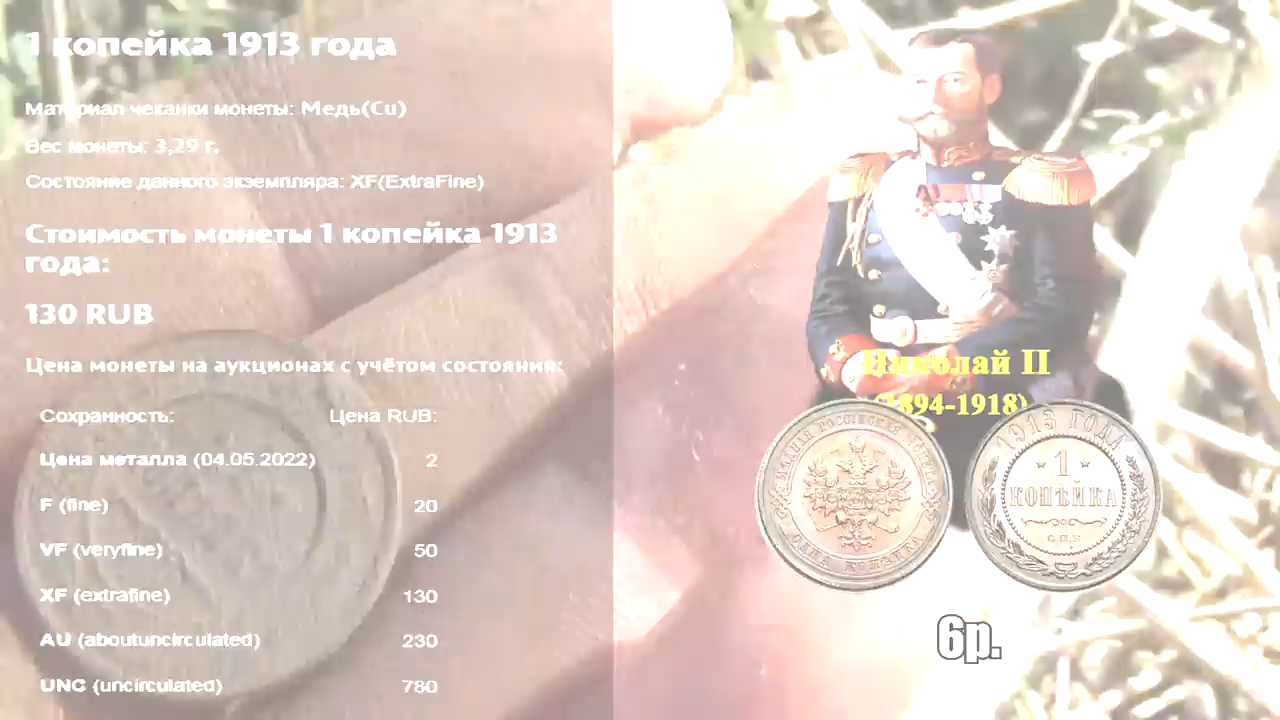 1 копейка 1913 года
Материал чеканки монеты: Медь(Cu)
Вес монеты: 3,29 г.
Состояние данного экземпляра: XF(ExtraFine)
Стоимость монеты 1 копейка 1913
года:
130 RUB
Цена монеты на аукционах с учётом состояния:
Сохранность: Цена RUB:
Цена металла (04.05.2022) 2
F (fine) 20
VF (veryfine) 50
XF (extrafine) 130
AU (aboutuncirculated) 230
UNC (uncirculated) 780
Николай II
(1894-1918)
ОДНА КОПѢЙКА
1913 ГОДА
1
КОПѢЙКА
С.П.Б.
6р.